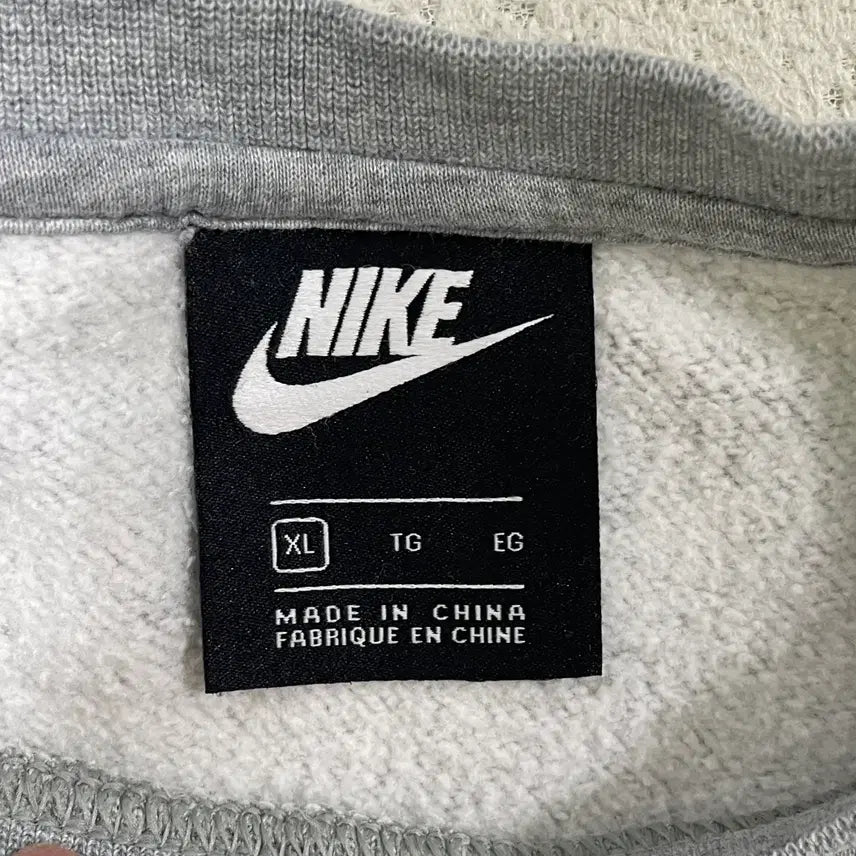 NIKE
XL TG EG
MADE IN CHINA
FABRIQUE EN CHINE